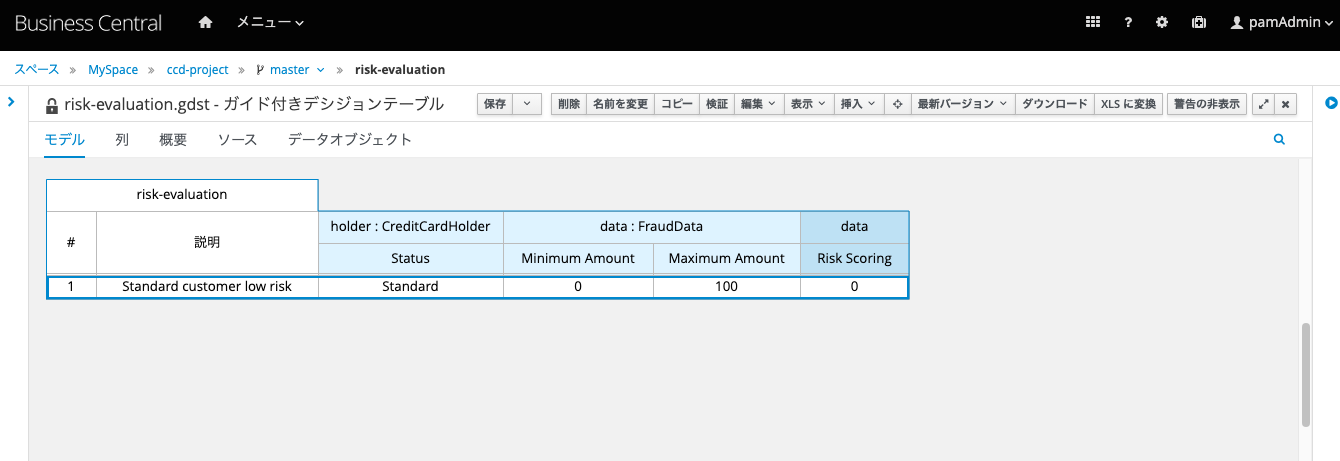 Business Central メニュー ? pamAdmin
スペース » MySpace » ccd-project » master » risk-evaluation
risk-evaluation.gdst - ガイド付きデシジョンテーブル 保存 削除 名前を変更 コピー 検証 編集 表示 挿入 最新バージョン ダウンロード XLS に変換 警告の非表示
モデル 列 概要 ソース データオブジェクト
risk-evaluation
holder : CreditCardHolder data : FraudData data
# 説明
Status Minimum Amount Maximum Amount Risk Scoring
1 Standard customer low risk Standard 0 100 0